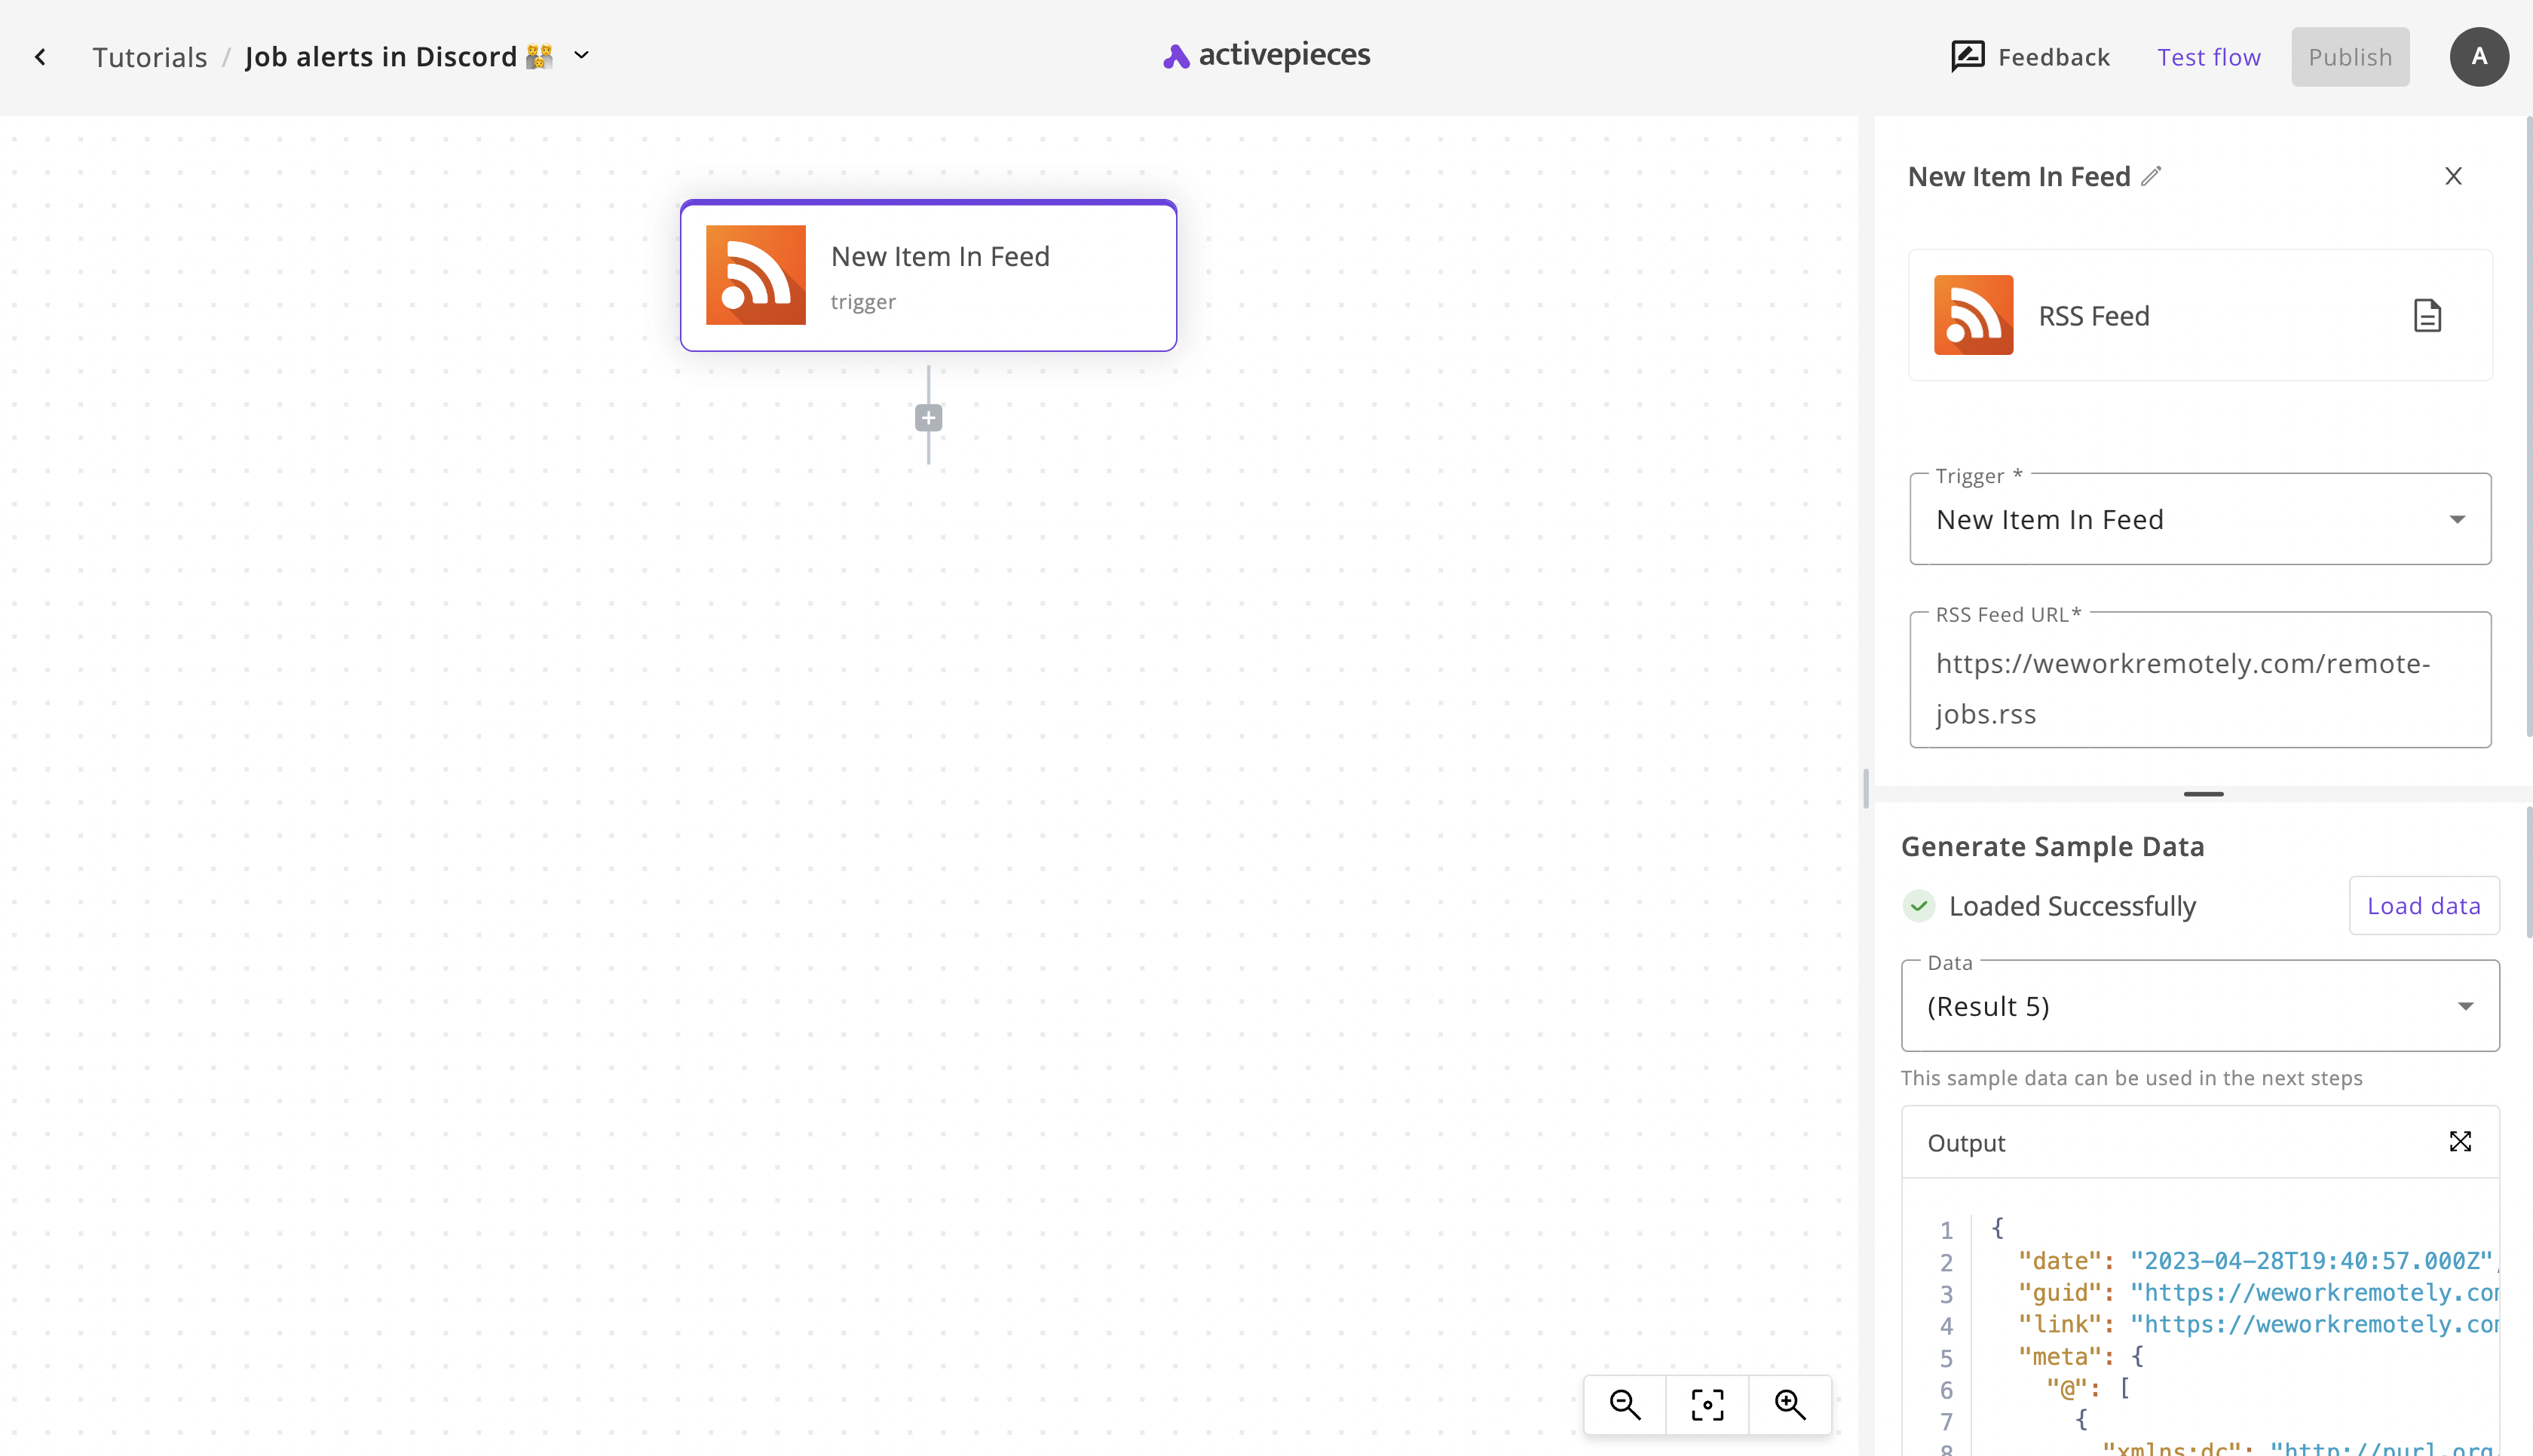 Tutorials / Job alerts in Discord
activepieces
Feedback
Test flow
Publish
A
New Item In Feed
trigger
New Item In Feed
X
RSS Feed
Trigger *
New Item In Feed
RSS Feed URL*
https://weworkremotely.com/remote-
jobs.rss
Generate Sample Data
Loaded Successfully
Load data
Data
(Result 5)
This sample data can be used in the next steps
Output
1 {
2 "date": "2023-04-28T19:40:57.000Z",
3 "guid": "https://weworkremotely.co
4 "link": "https://weworkremotely.co
5 "meta": {
6 "@": [
7 {
8 "xmlns:dc": "http://purl.org